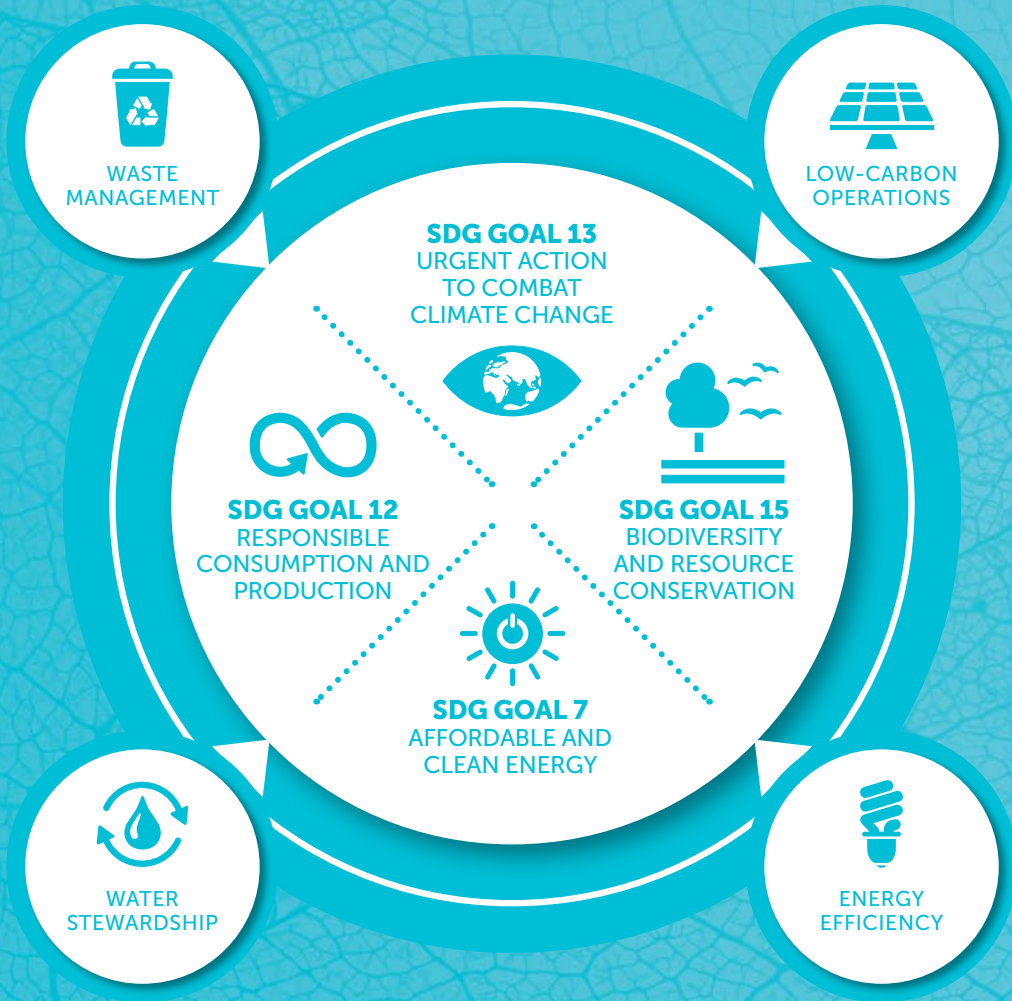 WASTE
MANAGEMENT
LOW-CARBON
OPERATIONS
SDG GOAL 13
URGENT ACTION
TO COMBAT
CLIMATE CHANGE
SDG GOAL 12
RESPONSIBLE
CONSUMPTION AND
PRODUCTION
SDG GOAL 15
BIODIVERSITY
AND RESOURCE
CONSERVATION
SDG GOAL 7
AFFORDABLE AND
CLEAN ENERGY
WATER
STEWARDSHIP
ENERGY
EFFICIENCY